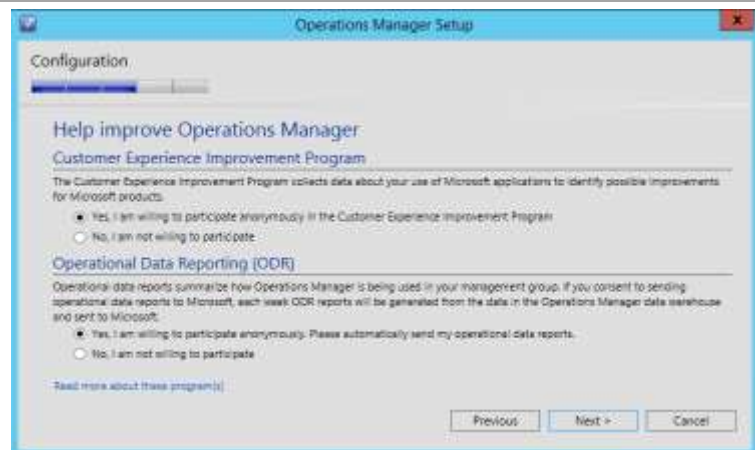 Operations Manager Setup
Configuration
Help improve Operations Manager
Customer Experience Improvement Program
The Customer Experience Improvement Program collects data about your use of Microsoft applications to identify possible improvements
for Microsoft products.
Yes, I am willing to participate anonymously in the Customer Experience Improvement Program
No, I am not willing to participate
Operational Data Reporting (ODR)
Operational data reports summarize how Operations Manager is being used in your management group. If you consent to sending
operational data reports to Microsoft, each week ODR reports will be generated from the data in the Operations Manager data warehouse
and sent to Microsoft.
Yes, I am willing to participate anonymously. Please automatically send my operational data reports.
No, I am not willing to participate
Read more about these program(s)
Previous
Next >
Cancel